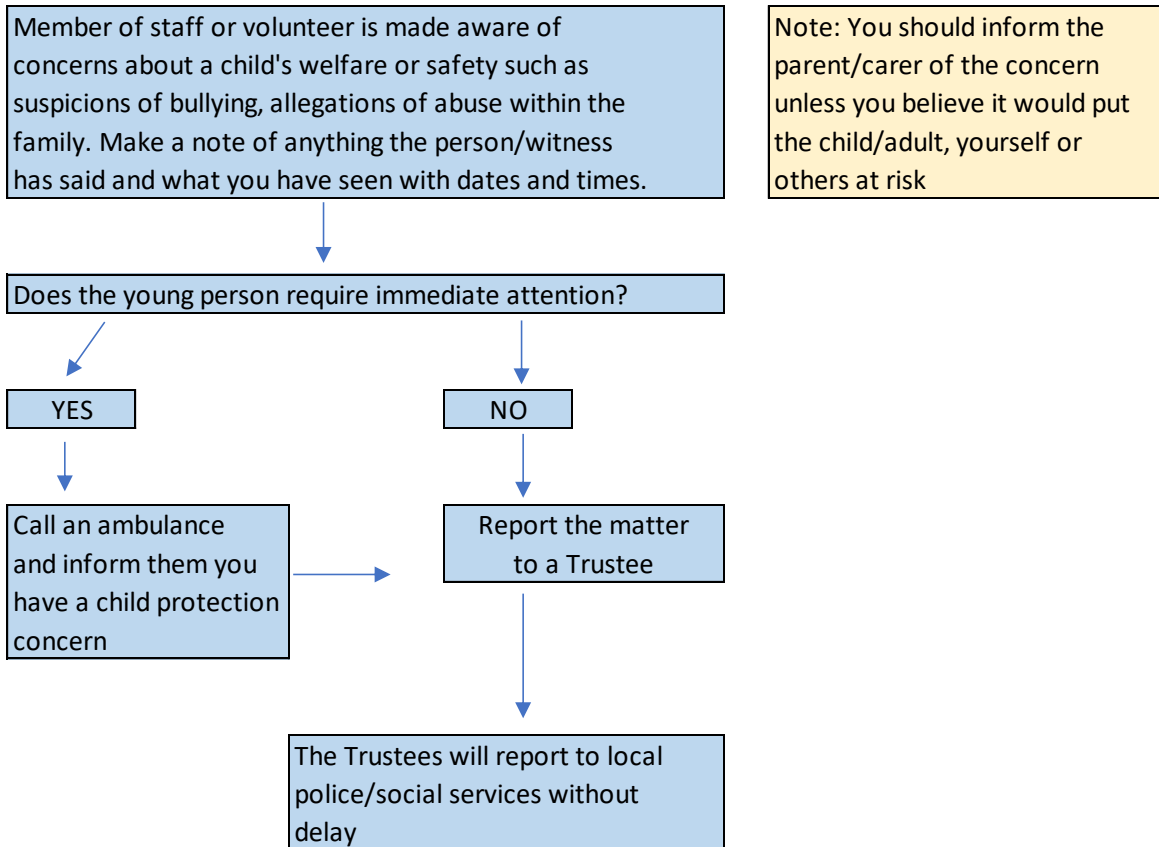 Member of staff or volunteer is made aware of
concerns about a child's welfare or safety such as
suspicions of bullying, allegations of abuse within the
family. Make a note of anything the person/witness
has said and what you have seen with dates and times.
Note: You should inform the
parent/carer of the concern
unless you believe it would put
the child/adult, yourself or
others at risk
Does the young person require immediate attention?
YES
NO
Call an ambulance
and inform them you
have a child protection
concern
Report the matter
to a Trustee
The Trustees will report to local
police/social services without
delay